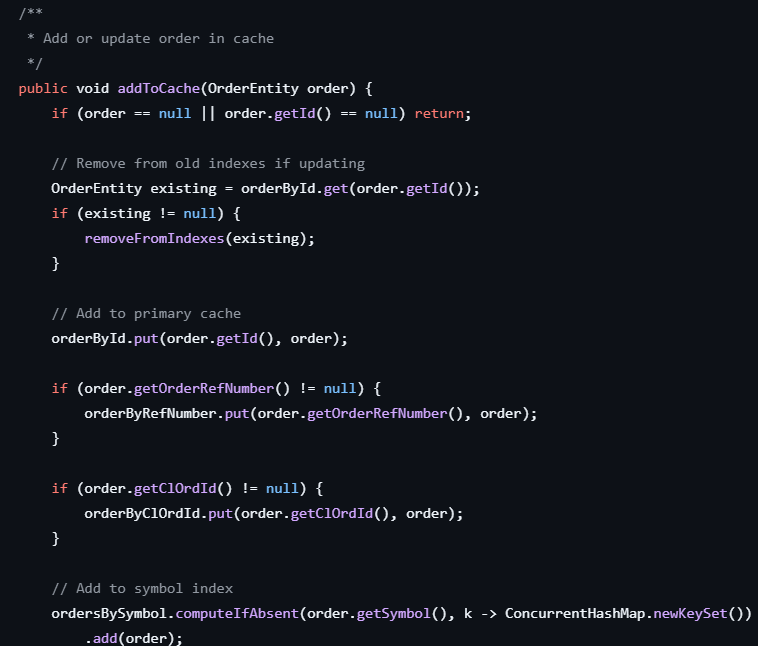 /**
 * Add or update order in cache
 */
public void addToCache(OrderEntity order) {
    if (order == null || order.getId() == null) return;

    // Remove from old indexes if updating
    OrderEntity existing = orderById.get(order.getId());
    if (existing != null) {
        removeFromIndexes(existing);
    }

    // Add to primary cache
    orderById.put(order.getId(), order);

    if (order.getOrderRefNumber() != null) {
        orderByRefNumber.put(order.getOrderRefNumber(), order);
    }

    if (order.getClOrdId() != null) {
        orderByClOrdId.put(order.getClOrdId(), order);
    }

    // Add to symbol index
    ordersBySymbol.computeIfAbsent(order.getSymbol(), k -> ConcurrentHashMap.newKeySet())
        .add(order);